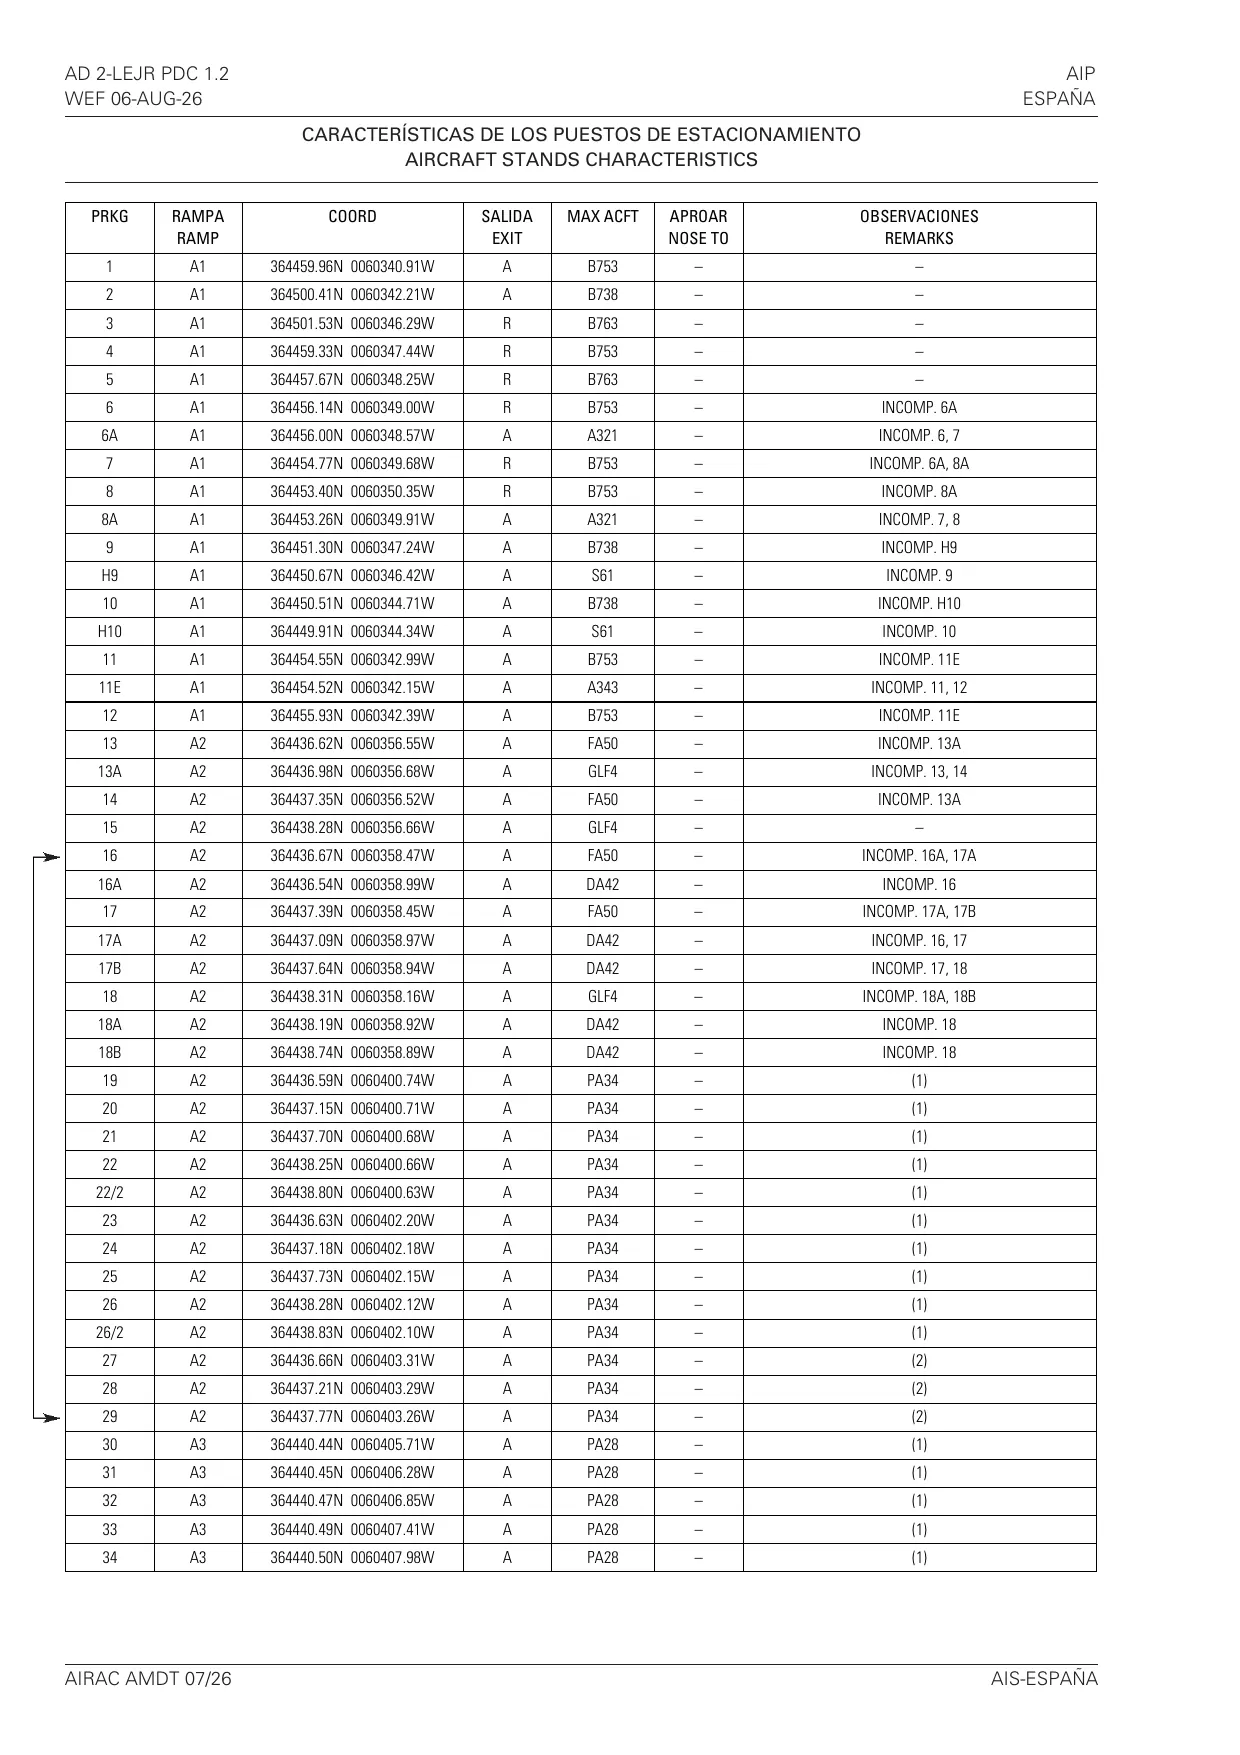 AD 2-LEJR PDC 1.2 AIP
WEF 06-AUG-26 ESPAÑA
CARACTERÍSTICAS DE LOS PUESTOS DE ESTACIONAMIENTO
AIRCRAFT STANDS CHARACTERISTICS
PRKG RAMPA COORD SALIDA MAX ACFT APROAR OBSERVACIONES
RAMP EXIT NOSE TO REMARKS
1 A1 364459.96N 0060340.91W A B753 – –
2 A1 364500.41N 0060342.21W A B738 – –
3 A1 364501.53N 0060346.29W R B763 – –
4 A1 364459.33N 0060347.44W R B753 – –
5 A1 364457.67N 0060348.25W R B763 – –
6 A1 364456.14N 0060349.00W R B753 – INCOMP. 6A
6A A1 364456.00N 0060348.57W A A321 – INCOMP. 6, 7
7 A1 364454.77N 0060349.68W R B753 – INCOMP. 6A, 8A
8 A1 364453.40N 0060350.35W R B753 – INCOMP. 8A
8A A1 364453.26N 0060349.91W A A321 – INCOMP. 7, 8
9 A1 364451.30N 0060347.24W A B738 – INCOMP. H9
H9 A1 364450.67N 0060346.42W A S61 – INCOMP. 9
10 A1 364450.51N 0060344.71W A B738 – INCOMP. H10
H10 A1 364449.91N 0060344.34W A S61 – INCOMP. 10
11 A1 364454.55N 0060342.99W A B753 – INCOMP. 11E
11E A1 364454.52N 0060342.15W A A343 – INCOMP. 11, 12
12 A1 364455.93N 0060342.39W A B753 – INCOMP. 11E
13 A2 364436.62N 0060356.55W A FA50 – INCOMP. 13A
13A A2 364436.98N 0060356.68W A GLF4 – INCOMP. 13, 14
14 A2 364437.35N 0060356.52W A FA50 – INCOMP. 13A
15 A2 364438.28N 0060356.66W A GLF4 – –
16 A2 364436.67N 0060358.47W A FA50 – INCOMP. 16A, 17A
16A A2 364436.54N 0060358.99W A DA42 – INCOMP. 16
17 A2 364437.39N 0060358.45W A FA50 – INCOMP. 17A, 17B
17A A2 364437.09N 0060358.97W A DA42 – INCOMP. 16, 17
17B A2 364437.64N 0060358.94W A DA42 – INCOMP. 17, 18
18 A2 364438.31N 0060358.16W A GLF4 – INCOMP. 18A, 18B
18A A2 364438.19N 0060358.92W A DA42 – INCOMP. 18
18B A2 364438.74N 0060358.89W A DA42 – INCOMP. 18
19 A2 364436.59N 0060400.74W A PA34 – (1)
20 A2 364437.15N 0060400.71W A PA34 – (1)
21 A2 364437.70N 0060400.68W A PA34 – (1)
22 A2 364438.25N 0060400.66W A PA34 – (1)
22/2 A2 364438.80N 0060400.63W A PA34 – (1)
23 A2 364436.63N 0060402.20W A PA34 – (1)
24 A2 364437.18N 0060402.18W A PA34 – (1)
25 A2 364437.73N 0060402.15W A PA34 – (1)
26 A2 364438.28N 0060402.12W A PA34 – (1)
26/2 A2 364438.83N 0060402.10W A PA34 – (1)
27 A2 364436.66N 0060403.31W A PA34 – (2)
28 A2 364437.21N 0060403.29W A PA34 – (2)
29 A2 364437.77N 0060403.26W A PA34 – (2)
30 A3 364440.44N 0060405.71W A PA28 – (1)
31 A3 364440.45N 0060406.28W A PA28 – (1)
32 A3 364440.47N 0060406.85W A PA28 – (1)
33 A3 364440.49N 0060407.41W A PA28 – (1)
34 A3 364440.50N 0060407.98W A PA28 – (1)
AIRAC AMDT 07/26 AIS-ESPAÑA